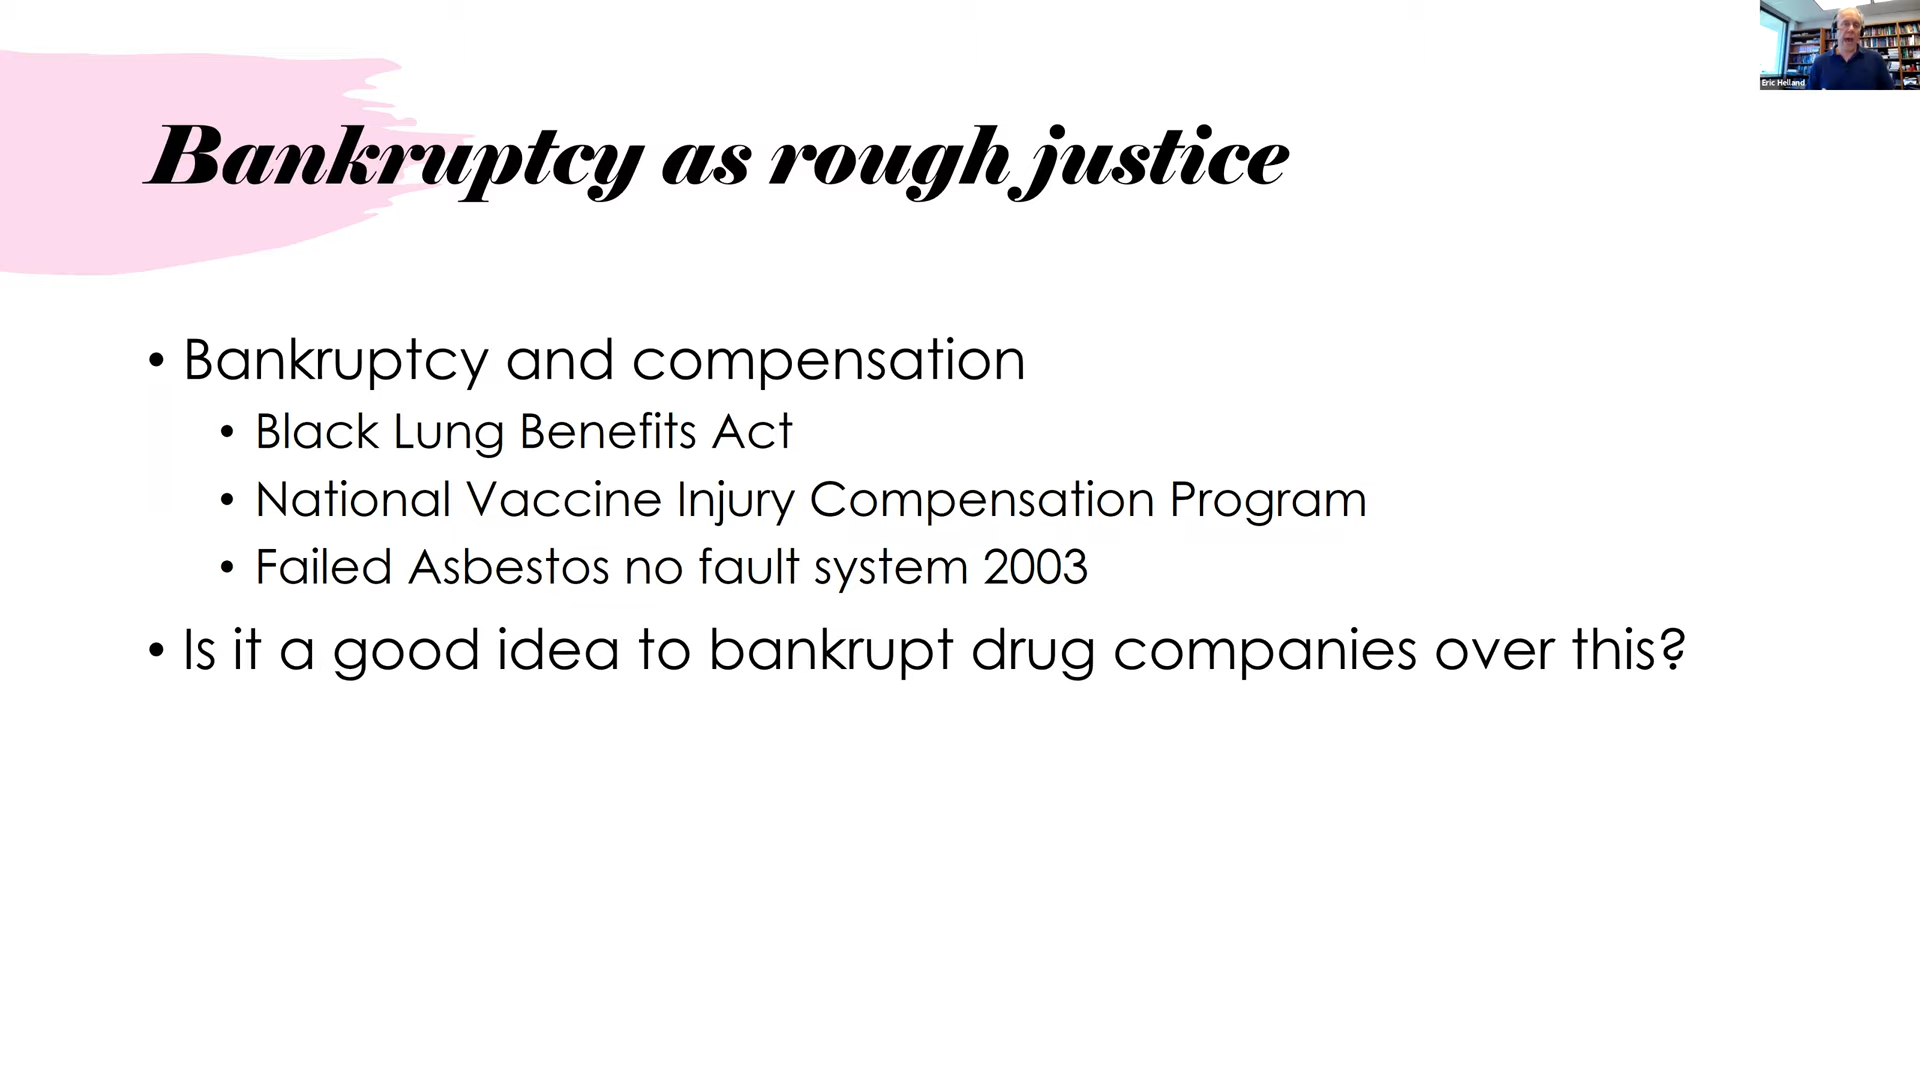 Eric Helland
Bankruptcy as rough justice
• Bankruptcy and compensation
• Black Lung Benefits Act
• National Vaccine Injury Compensation Program
• Failed Asbestos no fault system 2003
• Is it a good idea to bankrupt drug companies over this?